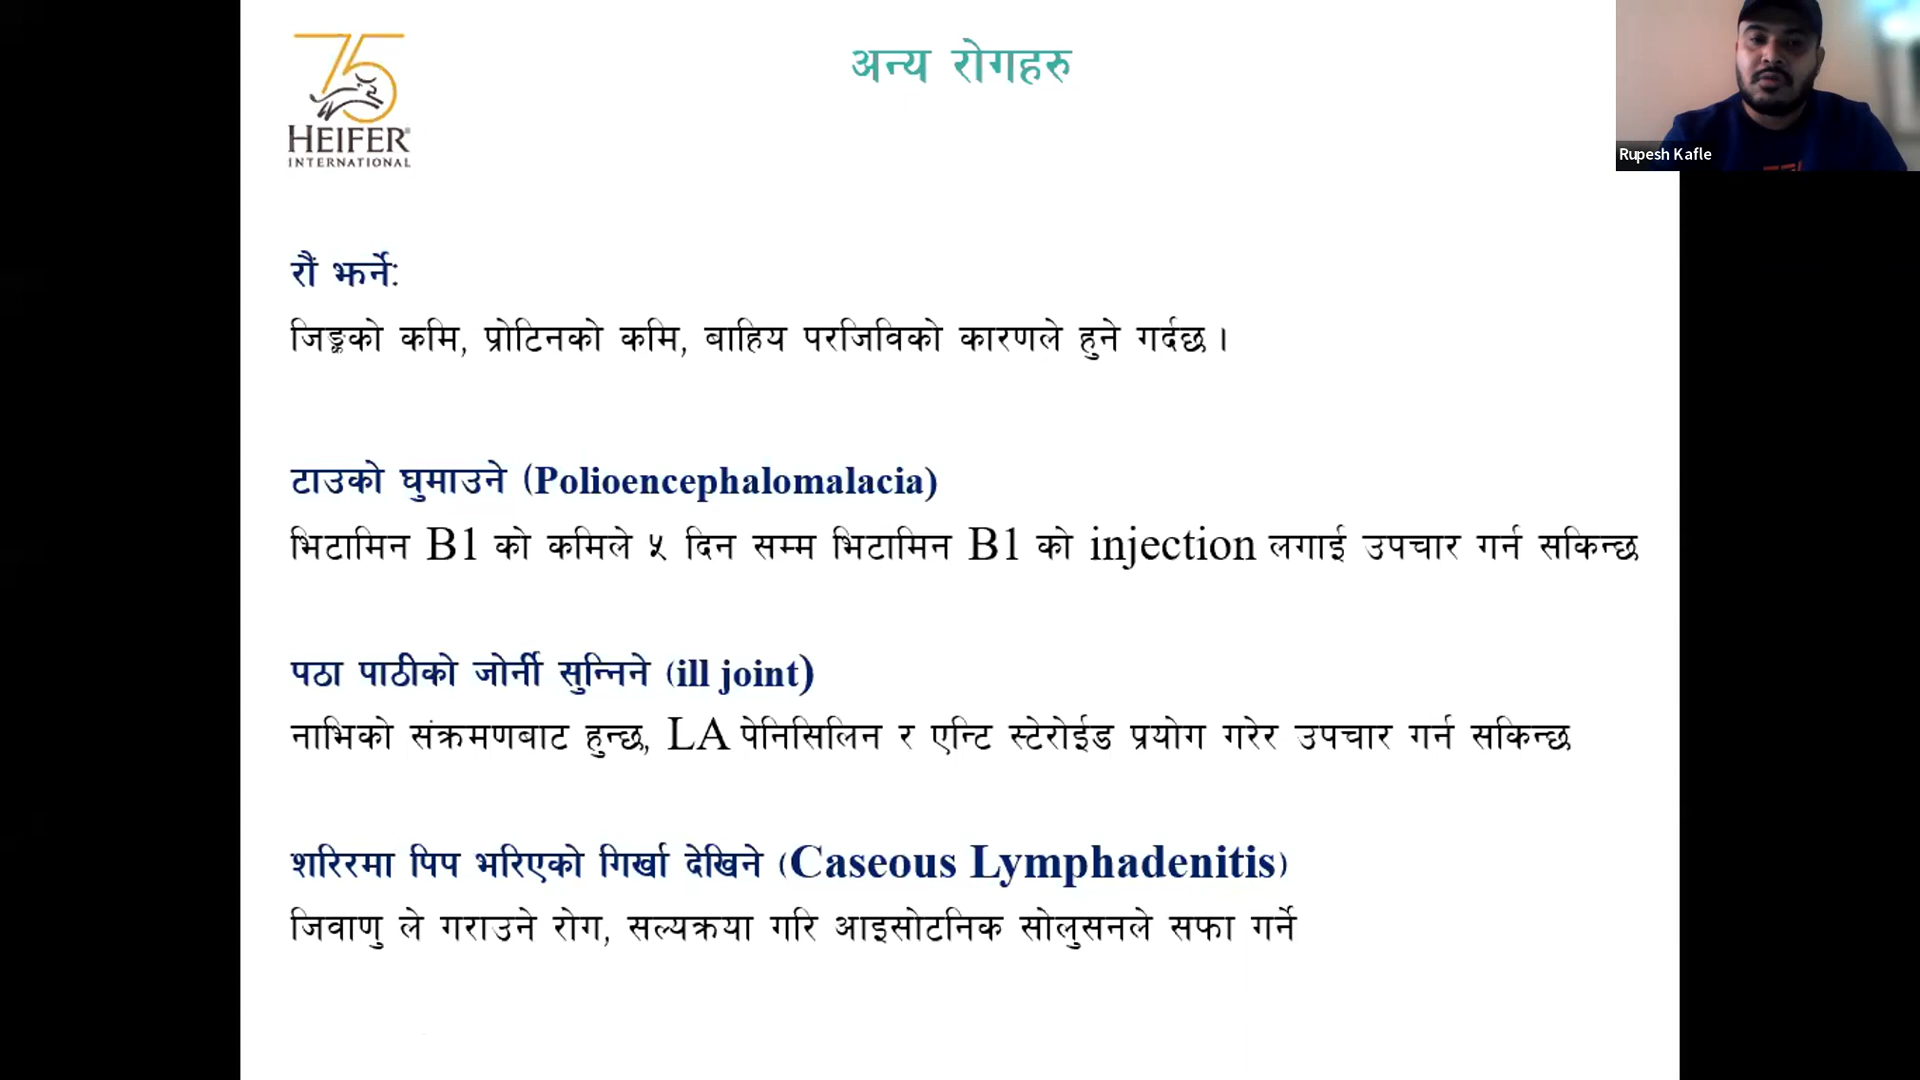 75
HEIFER
INTERNATIONAL
अन्य रोगहरु
Rupesh Kafle
रौं झर्ने:
जिङ्कको कमि, प्रोटिनको कमि, बाहिय परजिविको कारणले हुने गर्दछ ।
टाउको घुमाउने (Polioencephalomalacia)
भिटामिन B1 को कमिले ५ दिन सम्म भिटामिन B1 को injection लगाई उपचार गर्न सकिन्छ
पठा पाठीको जोर्नी सुन्निने (ill joint)
नाभिको संक्रमणबाट हुन्छ, LA पेनिसिलिन र एन्टि स्टेरोईड प्रयोग गरेर उपचार गर्न सकिन्छ
शरिरमा पिप भरिएको गिर्खा देखिने (Caseous Lymphadenitis)
जिवाणु ले गराउने रोग, सल्यक्रया गरि आइसोटनिक सोलुसनले सफा गर्ने